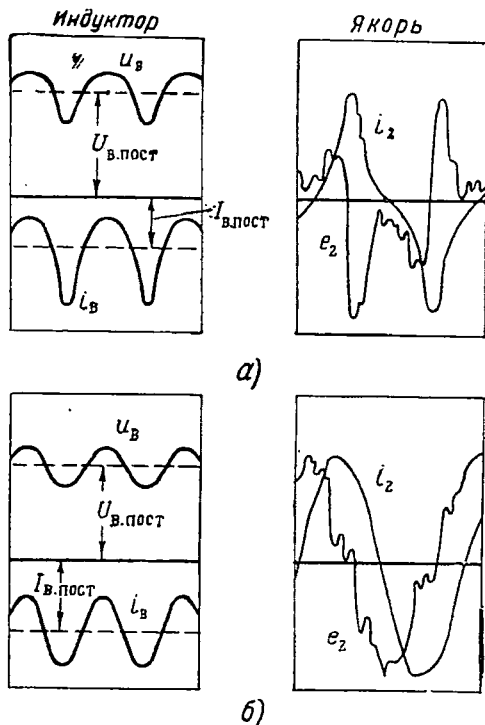 Индуктор
Якорь
u_в
U_в.пост
I_в.пост
i_в
i_2
e_2
а)
u_в
U_в.пост
I_в.пост
i_в
i_2
e_2
б)